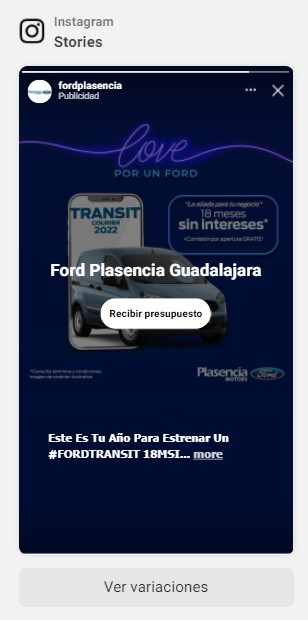 Instagram
Stories
fordplasencia
Publicidad
love
POR UN FORD
TRANSIT
COURIER
2022
"La aliada para tu negocio"
18 meses
sin intereses*
+Comisión por apertura GRATIS*
Ford Plasencia Guadalajara
Recibir presupuesto
*Consulta términos y condiciones
Imagen de carácter ilustrativo
Plasencia
MOTORS
Ford
Este Es Tu Año Para Estrenar Un
#FORDTRANSIT 18MSI... more
Ver variaciones